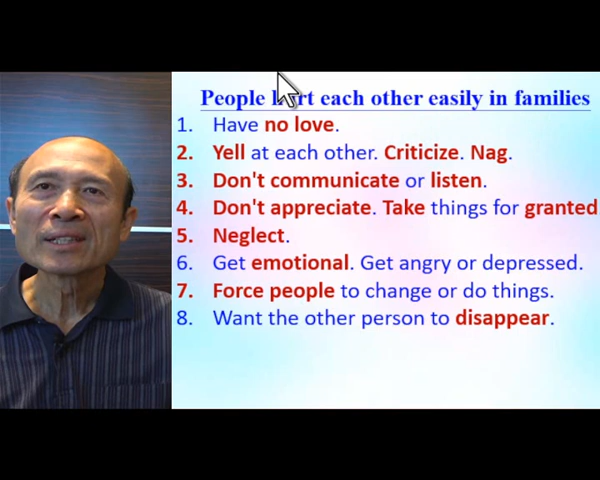 People hurt each other easily in families
1. Have no love.
2. Yell at each other. Criticize. Nag.
3. Don't communicate or listen.
4. Don't appreciate. Take things for granted
5. Neglect.
6. Get emotional. Get angry or depressed.
7. Force people to change or do things.
8. Want the other person to disappear.